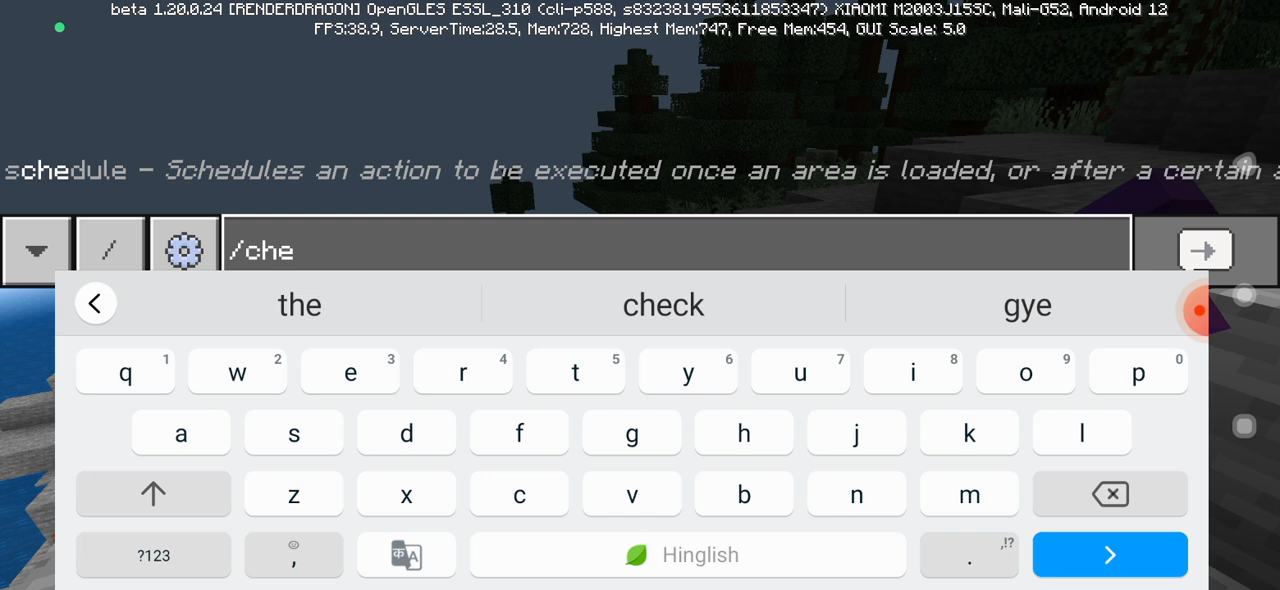 beta 1.20.0.24 [RENDERDRAGON] OpenGLES ESSL_310 (cli-p588, s8323819553611853347) XIAOMI M2003J15SC, Mali-G52, Android 12
FPS:38.9, ServerTime:28.5, Mem:728, Highest Mem:747, Free Mem:454, GUI Scale: 5.0
schedule - Schedules an action to be executed once an area is loaded, or after a certain a
/
/che
the check gye
q 1 w 2 e 3 r 4 t 5 y 6 u 7 i 8 o 9 p 0
a s d f g h j k l
z x c v b n m
?123 , 中A Hinglish . ,!?